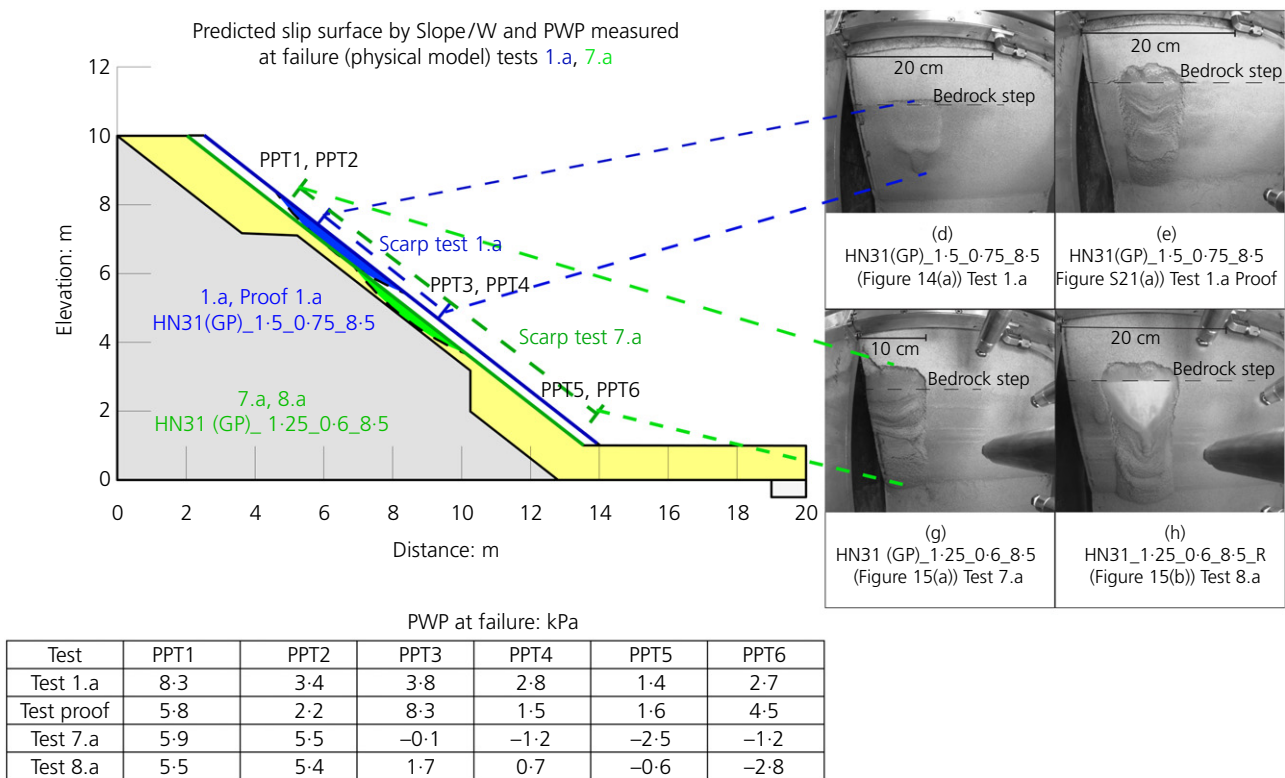 Predicted slip surface by Slope/W and PWP measured
at failure (physical model) tests 1.a, 7.a
12
10
8
6
4
2
0
Elevation: m
PPT1, PPT2
Scarp test 1.a
PPT3, PPT4
1.a, Proof 1.a
HN31(GP)_1·5_0·75_8·5
Scarp test 7.a
PPT5, PPT6
7.a, 8.a
HN31 (GP)_ 1·25_0·6_8·5
0 2 4 6 8 10 12 14 16 18 20
Distance: m
20 cm
Bedrock step
(d)
HN31(GP)_1·5_0·75_8·5
(Figure 14(a)) Test 1.a
20 cm
Bedrock step
(e)
HN31(GP)_1·5_0·75_8·5
Figure S21(a)) Test 1.a Proof
10 cm
Bedrock step
(g)
HN31 (GP)_1·25_0·6_8·5
(Figure 15(a)) Test 7.a
20 cm
Bedrock step
(h)
HN31_1·25_0·6_8·5_R
(Figure 15(b)) Test 8.a
PWP at failure: kPa
Test PPT1 PPT2 PPT3 PPT4 PPT5 PPT6
Test 1.a 8·3 3·4 3·8 2·8 1·4 2·7
Test proof 5·8 2·2 8·3 1·5 1·6 4·5
Test 7.a 5·9 5·5 –0·1 –1·2 –2·5 –1·2
Test 8.a 5·5 5·4 1·7 0·7 –0·6 –2·8